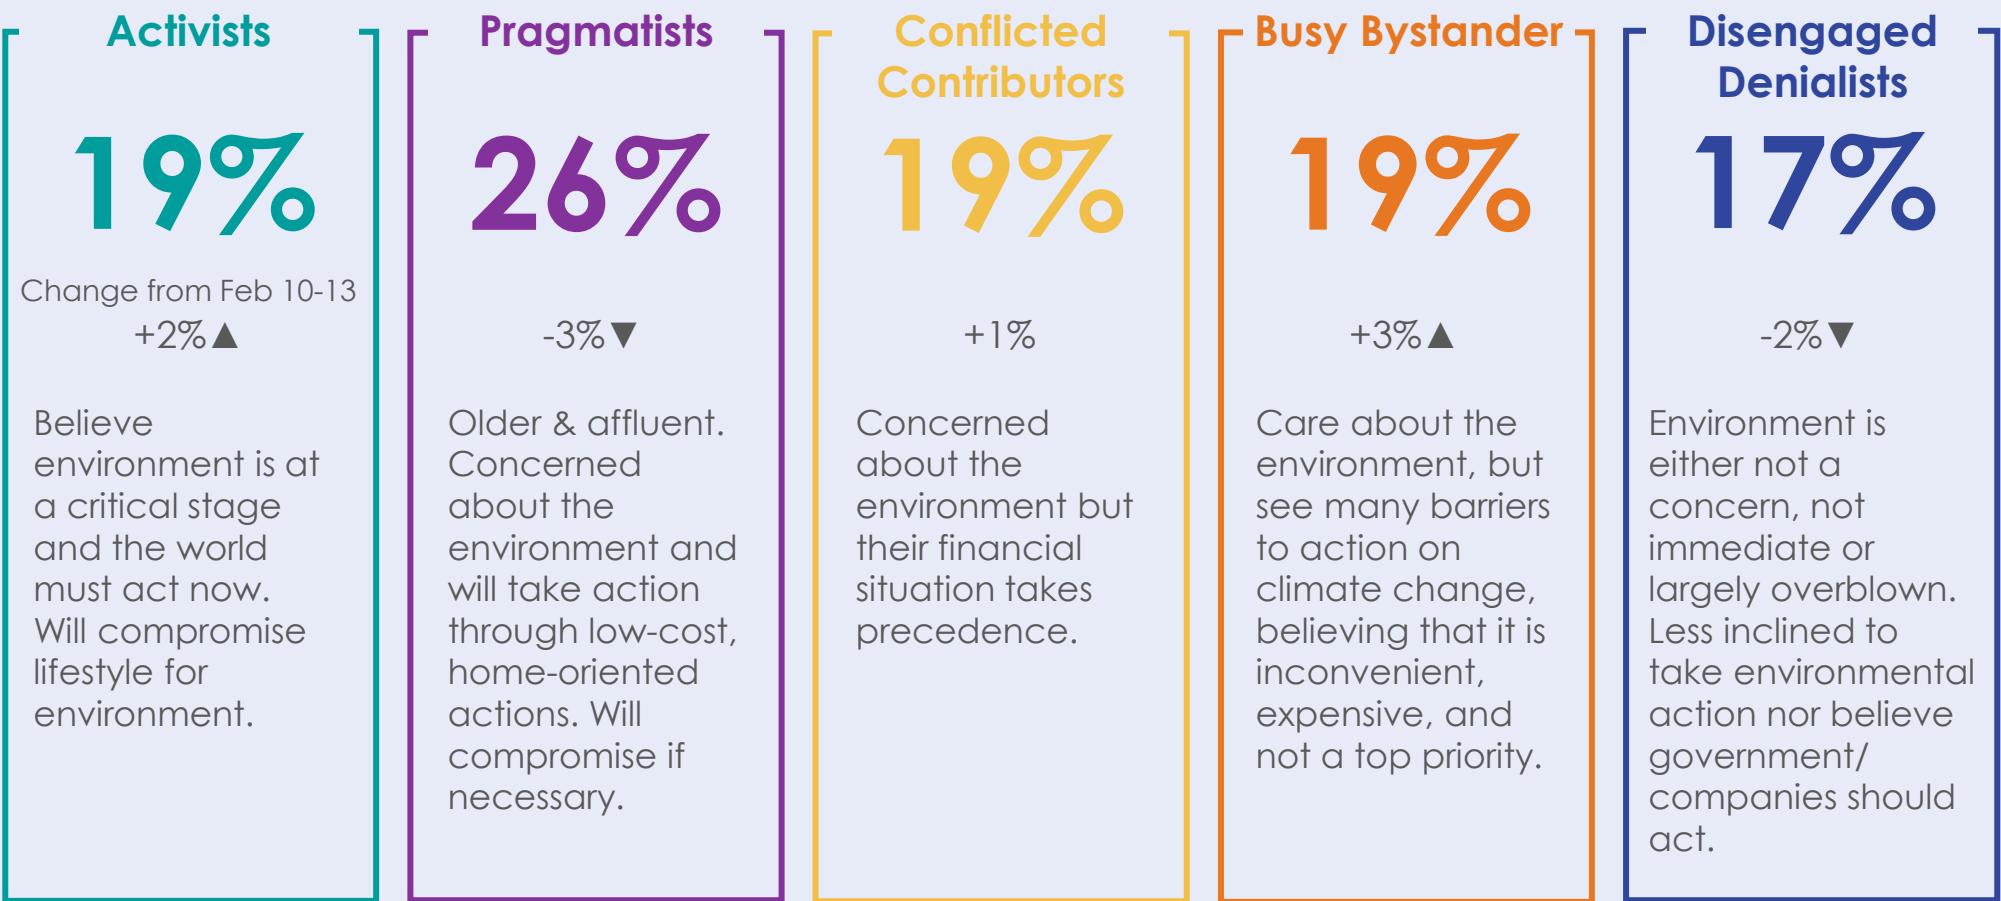 Activists
19%
Change from Feb 10-13
+2%▲
Believe
environment is at
a critical stage
and the world
must act now.
Will compromise
lifestyle for
environment.
Pragmatists
26%
-3%▼
Older & affluent.
Concerned
about the
environment and
will take action
through low-cost,
home-oriented
actions. Will
compromise if
necessary.
Conflicted
Contributors
19%
+1%
Concerned
about the
environment but
their financial
situation takes
precedence.
Busy Bystander
19%
+3%▲
Care about the
environment, but
see many barriers
to action on
climate change,
believing that it is
inconvenient,
expensive, and
not a top priority.
Disengaged
Denialists
17%
-2%▼
Environment is
either not a
concern, not
immediate or
largely overblown.
Less inclined to
take environmental
action nor believe
government/
companies should
act.